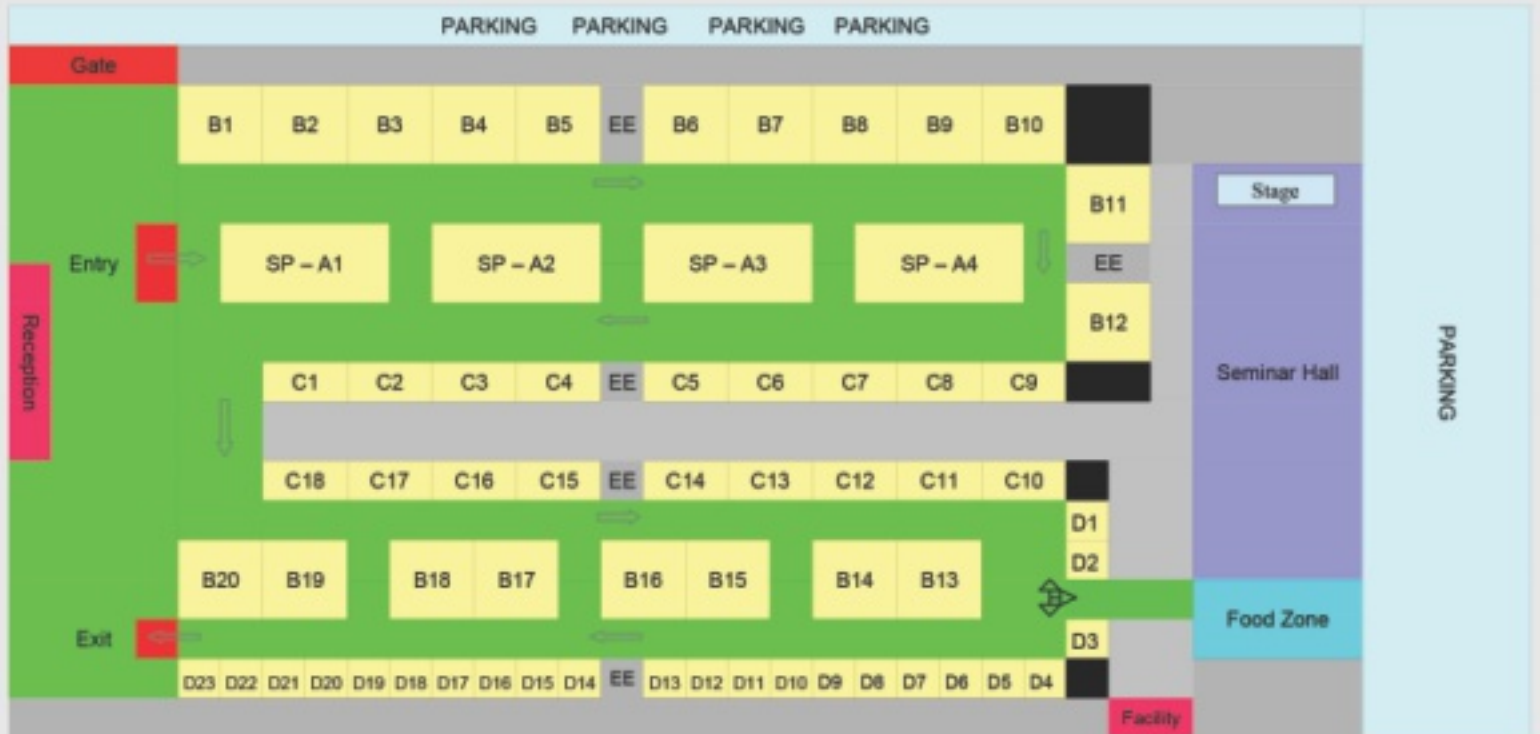 PARKING PARKING PARKING PARKING
Gate
B1 B2 B3 B4 B5 EE B6 B7 B8 B9 B10
B11
Stage
Entry
SP – A1 SP – A2 SP – A3 SP – A4
EE
Reception
B12
PARKING
Seminar Hall
C1 C2 C3 C4 EE C5 C6 C7 C8 C9
C18 C17 C16 C15 EE C14 C13 C12 C11 C10
D1
D2
B20 B19 B18 B17 B16 B15 B14 B13
Food Zone
Exit
D3
D23 D22 D21 D20 D19 D18 D17 D16 D15 D14 EE D13 D12 D11 D10 D9 D8 D7 D6 D5 D4
Facility